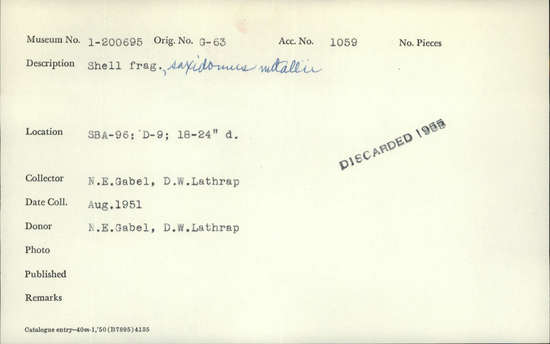 Museum No. 1-200695 Orig. No. G-63 Acc. No. 1059 No. Pieces
Description Shell frag., saxidomus nuttallii
Location SBA-96; D-9; 18-24" d.
DISCARDED 1955
Collector N.E.Gabel, D.W.Lathrap
Date Coll. Aug.1951
Donor N.E.Gabel, D.W.Lathrap
Photo
Published
Remarks
Catalogue entry—40m-1,'50 (B7895) 4135